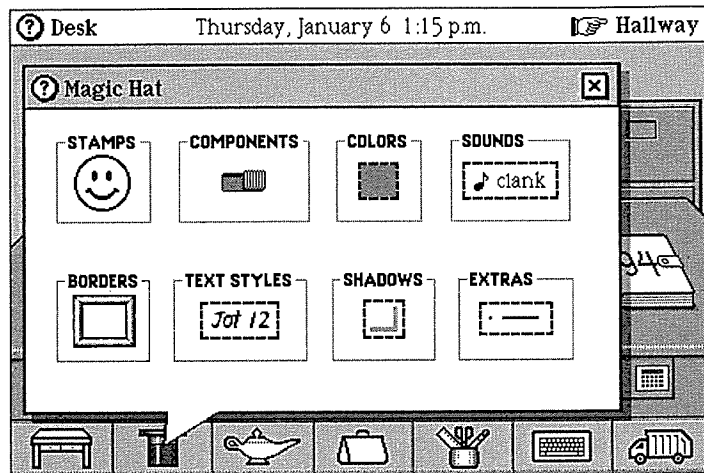 ? Desk Thursday, January 6 1:15 p.m. Hallway
? Magic Hat
STAMPS COMPONENTS COLORS SOUNDS
♪ clank
BORDERS TEXT STYLES SHADOWS EXTRAS
Jot 12
94